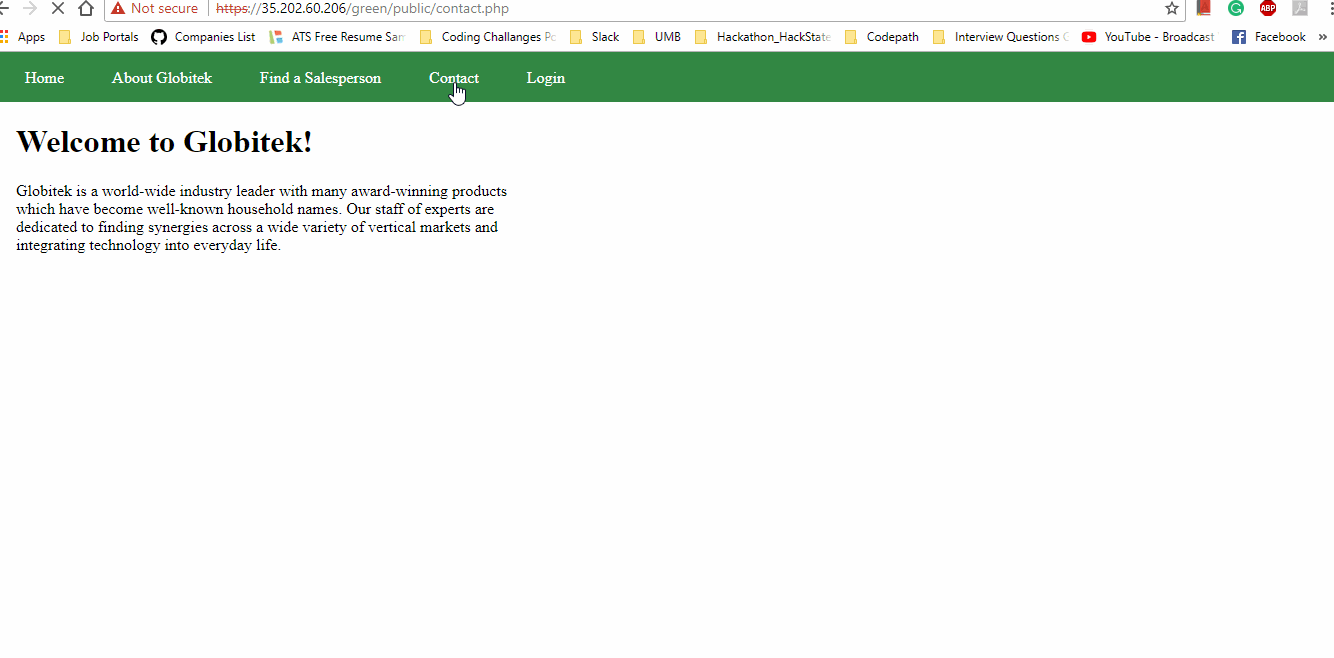 Not secure https://35.202.60.206/green/public/contact.php
Apps Job Portals Companies List ATS Free Resume Sam Coding Challanges Po Slack UMB Hackathon_HackState Codepath Interview Questions YouTube - Broadcast Facebook »
Home About Globitek Find a Salesperson Contact Login
Welcome to Globitek!
Globitek is a world-wide industry leader with many award-winning products
which have become well-known household names. Our staff of experts are
dedicated to finding synergies across a wide variety of vertical markets and
integrating technology into everyday life.